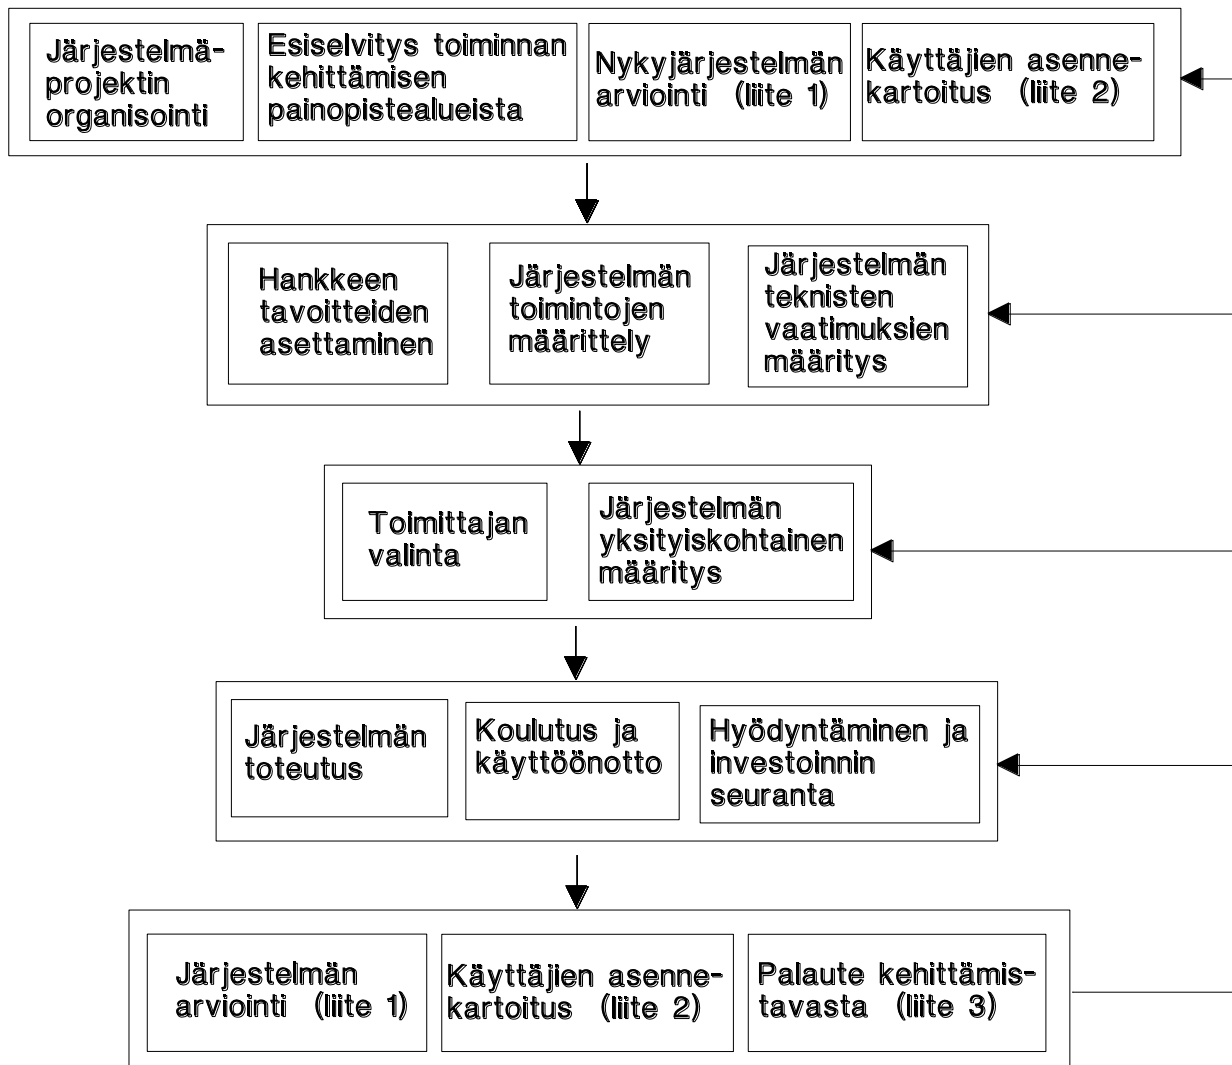 Järjestelmä-
projektin
organisointi
Esiselvitys toiminnan
kehittämisen
painopistealueista
Nykyjärjestelmän
arviointi (liite 1)
Käyttäjien asenne-
kartoitus (liite 2)
Hankkeen
tavoitteiden
asettaminen
Järjestelmän
toimintojen
määrittely
Järjestelmän
teknisten
vaatimuksien
määritys
Toimittajan
valinta
Järjestelmän
yksityiskohtainen
määritys
Järjestelmän
toteutus
Koulutus ja
käyttöönotto
Hyödyntäminen ja
investoinnin
seuranta
Järjestelmän
arviointi (liite 1)
Käyttäjien asenne-
kartoitus (liite 2)
Palaute kehittämis-
tavasta (liite 3)